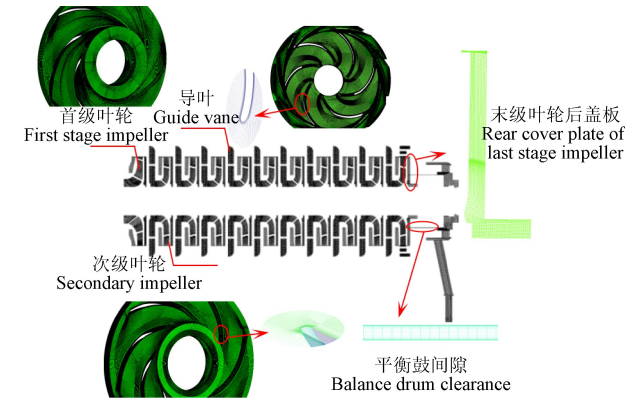 首级叶轮
First stage impeller
导叶
Guide vane
末级叶轮后盖板
Rear cover plate of
last stage impeller
次级叶轮
Secondary impeller
平衡鼓间隙
Balance drum clearance